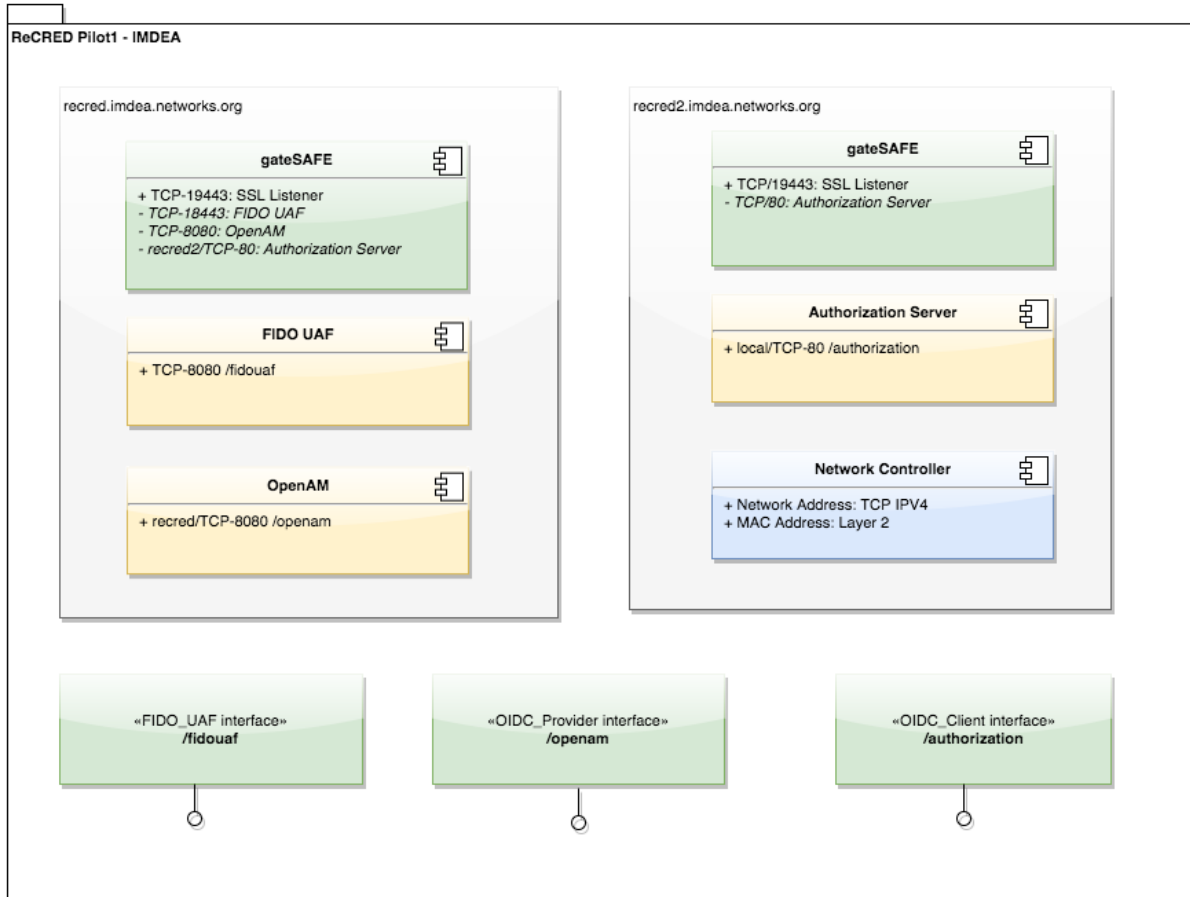 ReCRED Pilot1 - IMDEA
recred.imdea.networks.org
gateSAFE
+ TCP-19443: SSL Listener
- TCP-18443: FIDO UAF
- TCP-8080: OpenAM
- recred2/TCP-80: Authorization Server
FIDO UAF
+ TCP-8080 /fidouaf
OpenAM
+ recred/TCP-8080 /openam
recred2.imdea.networks.org
gateSAFE
+ TCP/19443: SSL Listener
- TCP/80: Authorization Server
Authorization Server
+ local/TCP-80 /authorization
Network Controller
+ Network Address: TCP IPV4
+ MAC Address: Layer 2
«FIDO_UAF interface»
/fidouaf
«OIDC_Provider interface»
/openam
«OIDC_Client interface»
/authorization